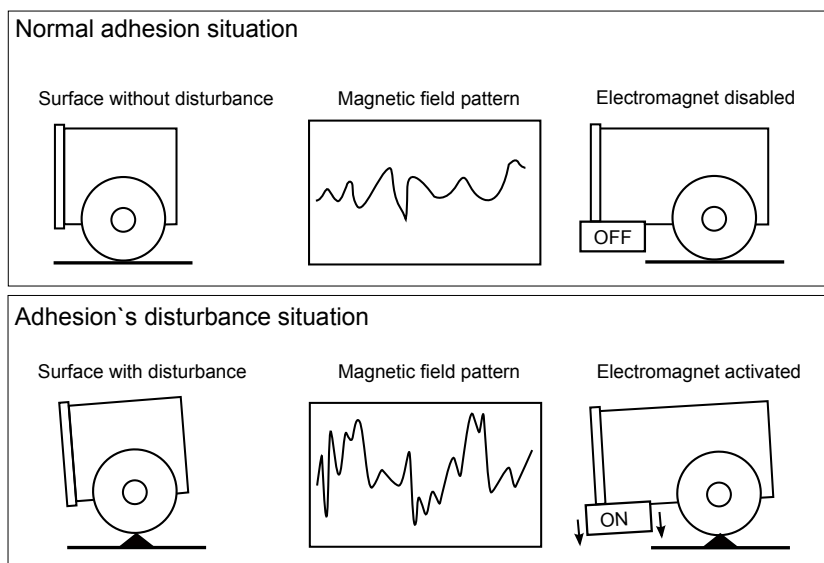 Normal adhesion situation
Surface without disturbance
Magnetic field pattern
Electromagnet disabled
OFF
Adhesion`s disturbance situation
Surface with disturbance
Magnetic field pattern
Electromagnet activated
ON